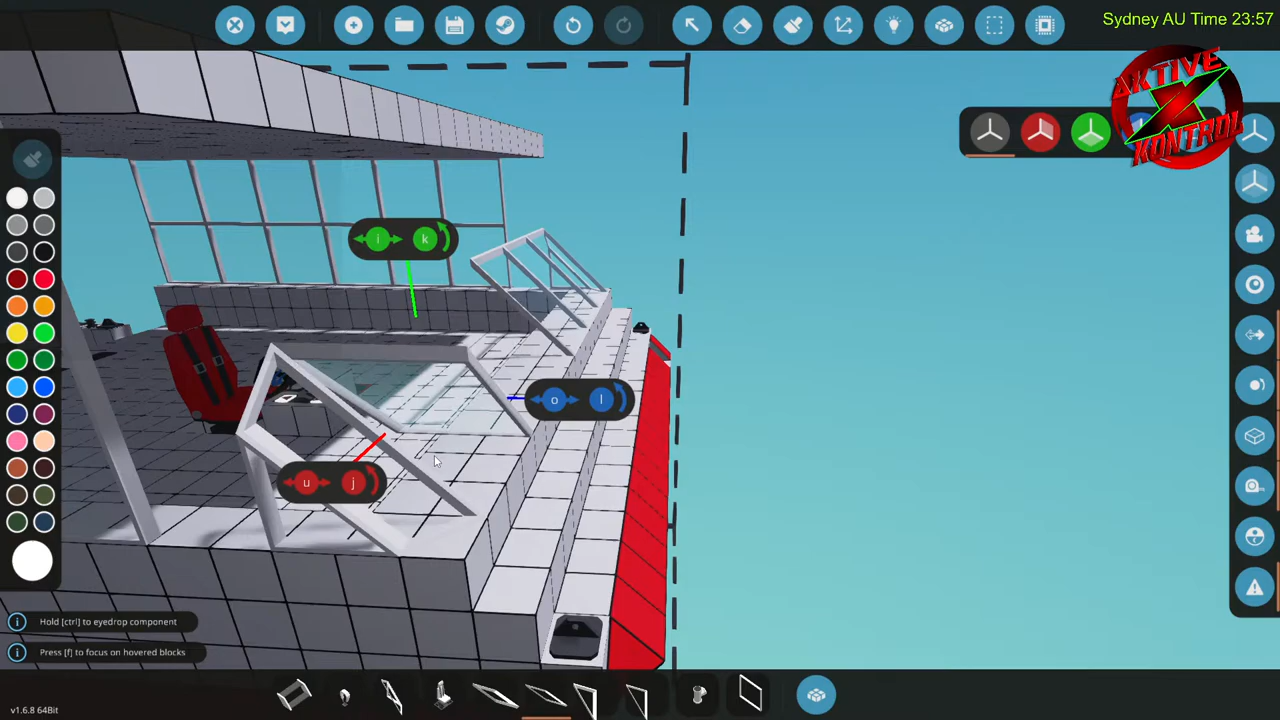 Sydney AU Time 23:57
AKTIVE
X
KONTROL
i k
o l
u j
Hold [ctrl] to eyedrop component
Press [f] to focus on hovered blocks
v1.6.8 64Bit